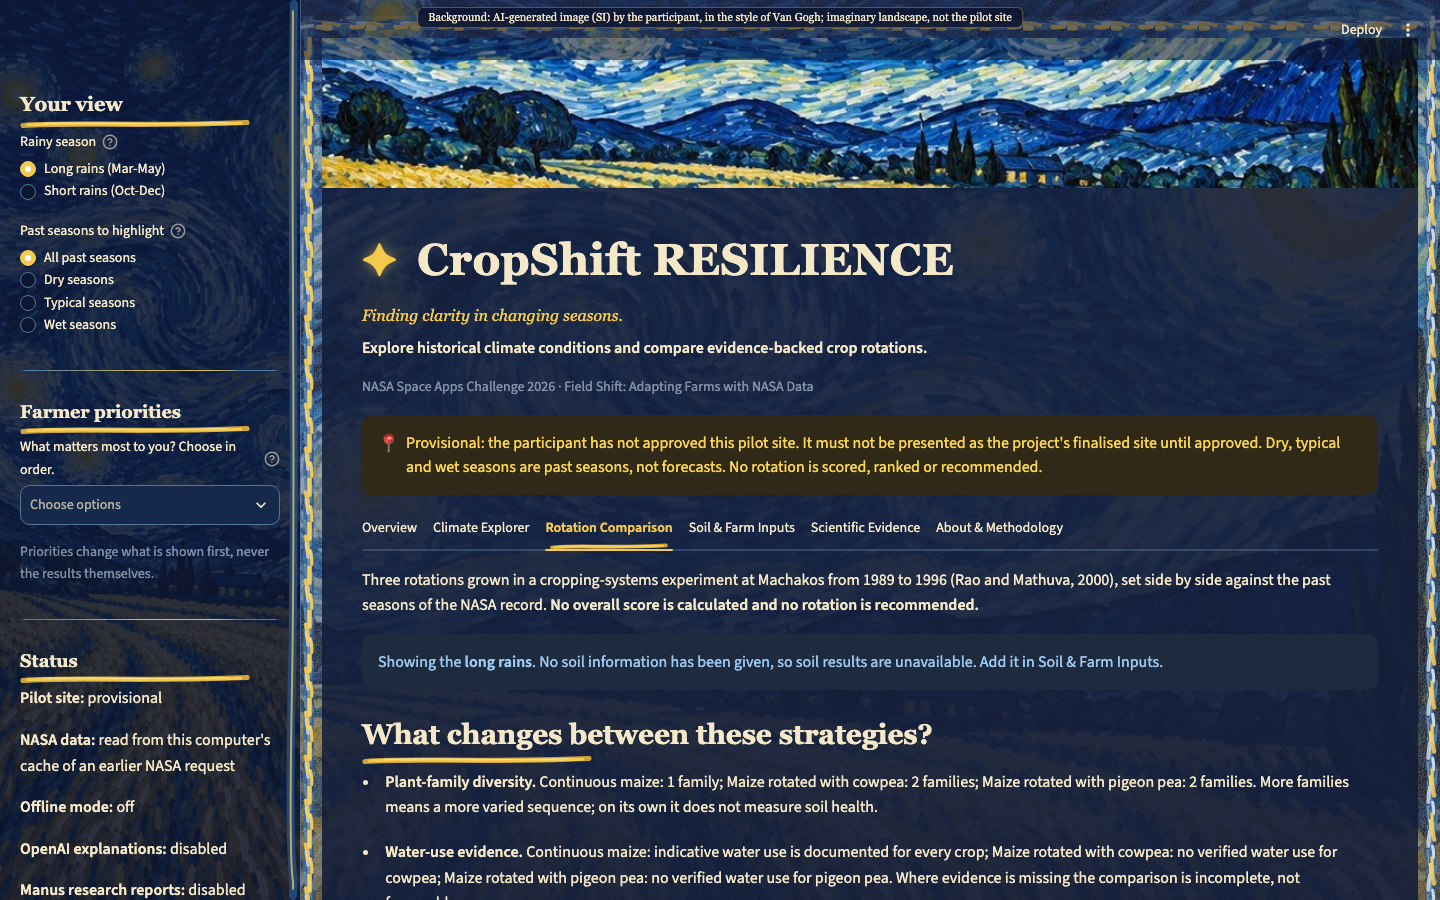 Background: AI-generated image (SI) by the participant, in the style of Van Gogh; imaginary landscape, not the pilot site
Deploy
Your view
Rainy season
Long rains (Mar-May)
Short rains (Oct-Dec)
Past seasons to highlight
All past seasons
Dry seasons
Typical seasons
Wet seasons
Farmer priorities
What matters most to you? Choose in
order.
Choose options
Priorities change what is shown first, never
the results themselves.
Status
Pilot site: provisional
NASA data: read from this computer's
cache of an earlier NASA request
Offline mode: off
OpenAI explanations: disabled
Manus research reports: disabled
CropShift RESILIENCE
Finding clarity in changing seasons.
Explore historical climate conditions and compare evidence-backed crop rotations.
NASA Space Apps Challenge 2026 · Field Shift: Adapting Farms with NASA Data
Provisional: the participant has not approved this pilot site. It must not be presented as the project's finalised site until approved. Dry, typical
and wet seasons are past seasons, not forecasts. No rotation is scored, ranked or recommended.
Overview Climate Explorer Rotation Comparison Soil & Farm Inputs Scientific Evidence About & Methodology
Three rotations grown in a cropping-systems experiment at Machakos from 1989 to 1996 (Rao and Mathuva, 2000), set side by side against the past
seasons of the NASA record. No overall score is calculated and no rotation is recommended.
Showing the long rains. No soil information has been given, so soil results are unavailable. Add it in Soil & Farm Inputs.
What changes between these strategies?
• Plant-family diversity. Continuous maize: 1 family; Maize rotated with cowpea: 2 families; Maize rotated with pigeon pea: 2 families. More families
means a more varied sequence; on its own it does not measure soil health.
• Water-use evidence. Continuous maize: indicative water use is documented for every crop; Maize rotated with cowpea: no verified water use for
cowpea; Maize rotated with pigeon pea: no verified water use for pigeon pea. Where evidence is missing the comparison is incomplete, not